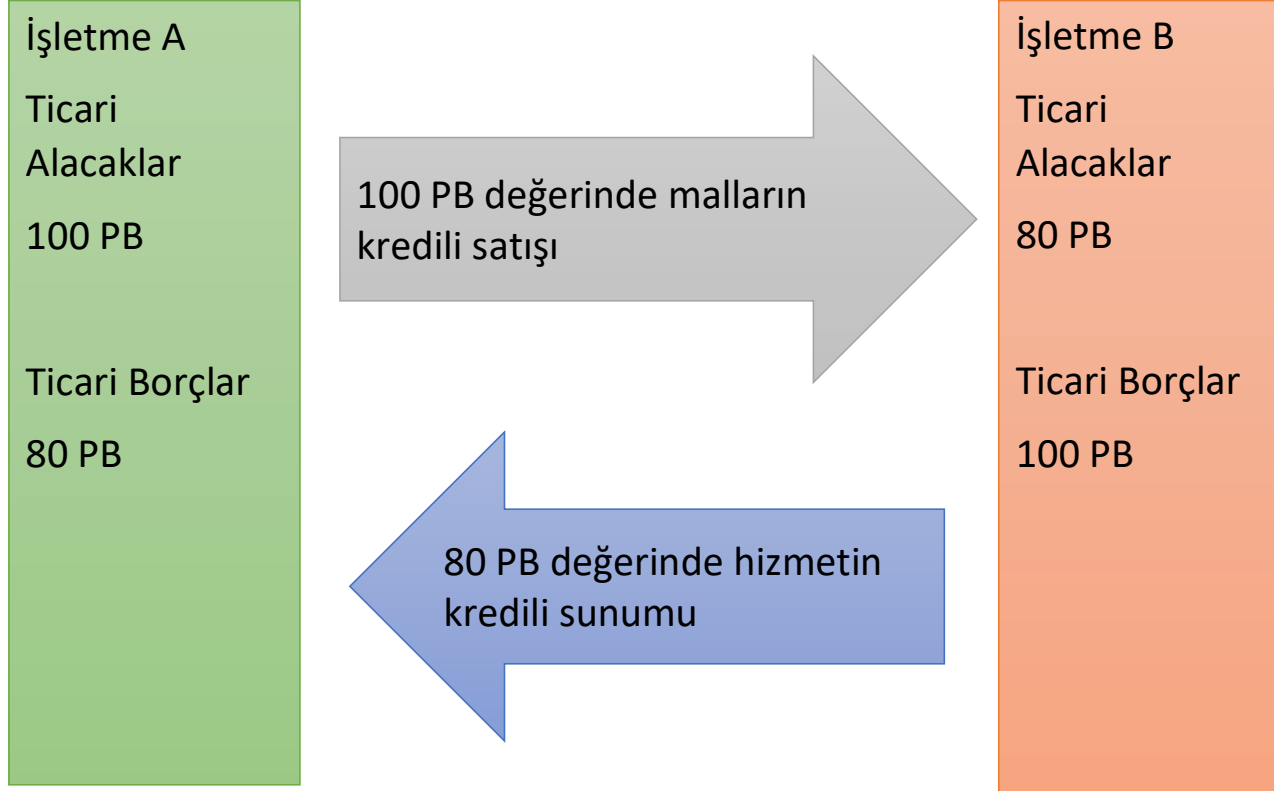 İşletme A
Ticari
Alacaklar
100 PB
Ticari Borçlar
80 PB
100 PB değerinde malların
kredili satışı
80 PB değerinde hizmetin
kredili sunumu
İşletme B
Ticari
Alacaklar
80 PB
Ticari Borçlar
100 PB